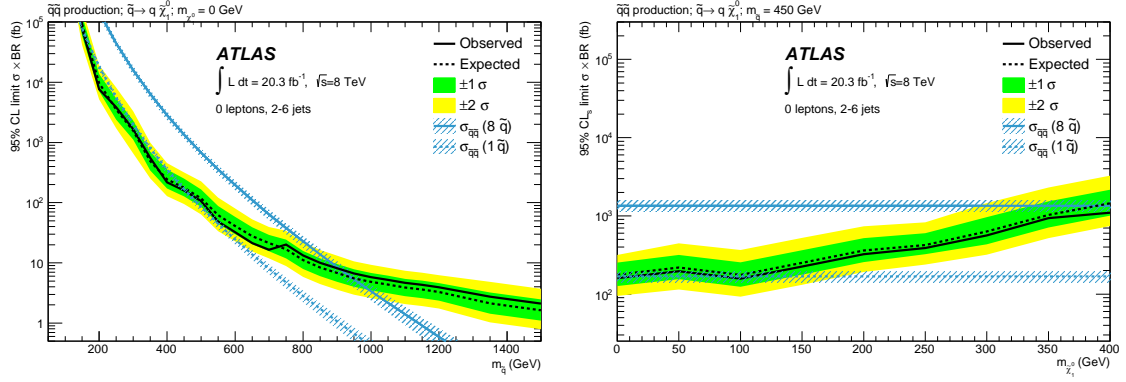 q̃q̃ production; q̃→ q χ̃₁⁰; m_χ⁰ = 0 GeV
95% CL limit σ × BR (fb)
10⁵
10⁴
10³
10²
10
1
ATLAS
∫ L dt = 20.3 fb⁻¹, √s=8 TeV
0 leptons, 2-6 jets
Observed
Expected
±1 σ
±2 σ
σ_q̃q̃ (8 q̃)
σ_q̃q̃ (1 q̃)
200 400 600 800 1000 1200 1400
m_q̃ (GeV)
q̃q̃ production; q̃→ q χ̃₁⁰; m_q̃ = 450 GeV
95% CLₛ limit σ × BR (fb)
10⁵
10⁴
10³
10²
ATLAS
∫ L dt = 20.3 fb⁻¹, √s=8 TeV
0 leptons, 2-6 jets
Observed
Expected
±1 σ
±2 σ
σ_q̃q̃ (8 q̃)
σ_q̃q̃ (1 q̃)
0 50 100 150 200 250 300 350 400
m_χ̃₁⁰ (GeV)